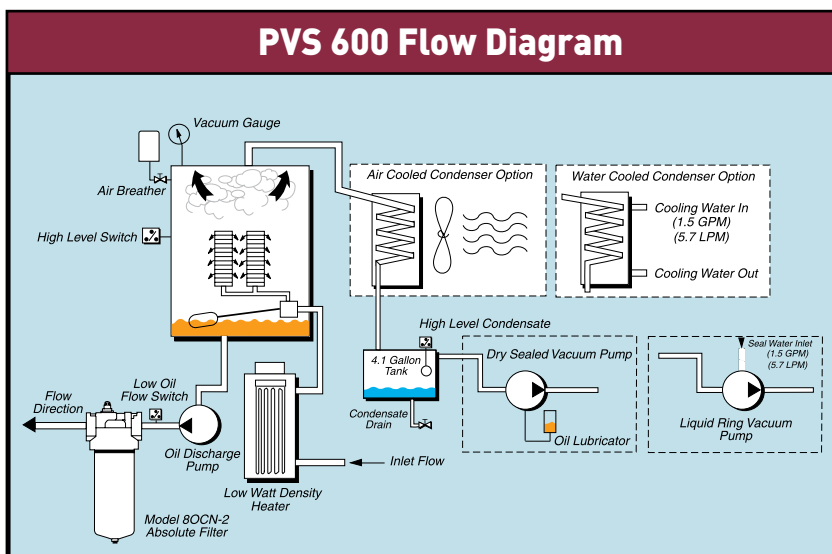 PVS 600 Flow Diagram
Vacuum Gauge
Air Breather
High Level Switch
Air Cooled Condenser Option
Water Cooled Condenser Option
Cooling Water In
(1.5 GPM)
(5.7 LPM)
Cooling Water Out
High Level Condensate
4.1 Gallon
Tank
Condensate
Drain
Dry Sealed Vacuum Pump
Oil Lubricator
Seal Water Inlet
(1.5 GPM)
(5.7 LPM)
Liquid Ring Vacuum
Pump
Flow
Direction
Low Oil
Flow Switch
Oil Discharge
Pump
Inlet Flow
Low Watt Density
Heater
Model 8OCN-2
Absolute Filter